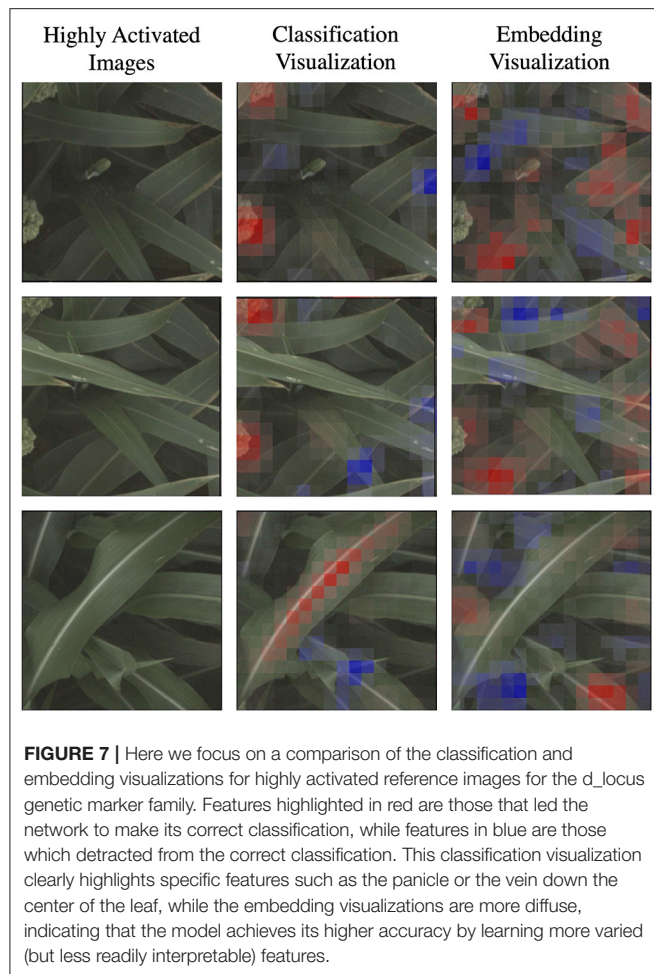 Highly Activated
Images
Classification
Visualization
Embedding
Visualization
FIGURE 7 | Here we focus on a comparison of the classification and
embedding visualizations for highly activated reference images for the d_locus
genetic marker family. Features highlighted in red are those that led the
network to make its correct classification, while features in blue are those
which detracted from the correct classification. This classification visualization
clearly highlights specific features such as the panicle or the vein down the
center of the leaf, while the embedding visualizations are more diffuse,
indicating that the model achieves its higher accuracy by learning more varied
(but less readily interpretable) features.